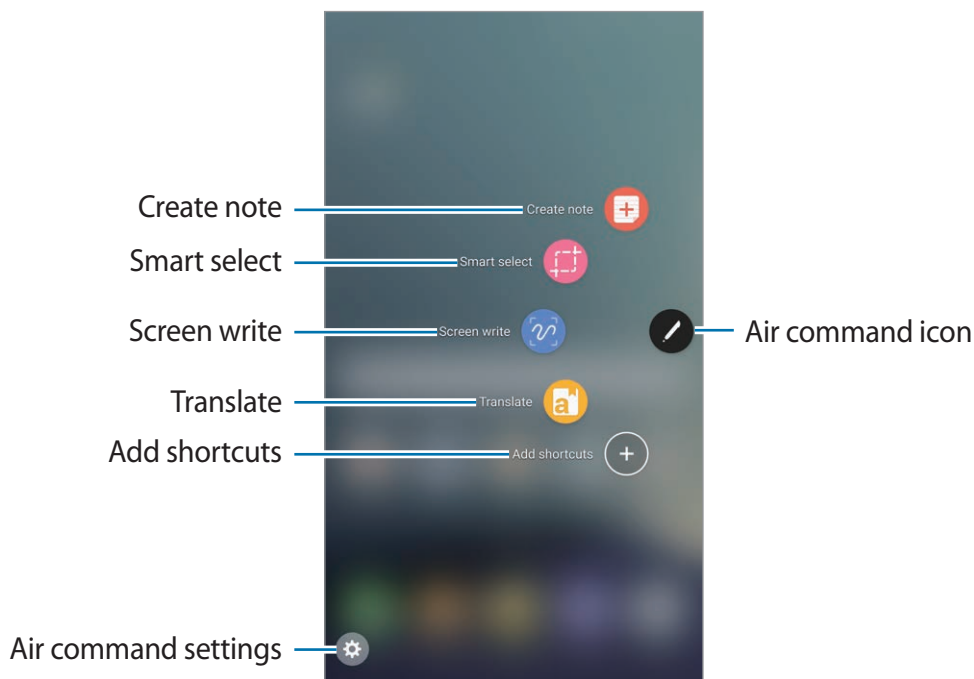 Create note
Create note
Smart select
Smart select
Screen write
Screen write
Air command icon
Translate
Translate
a
Add shortcuts
Add shortcuts
Air command settings